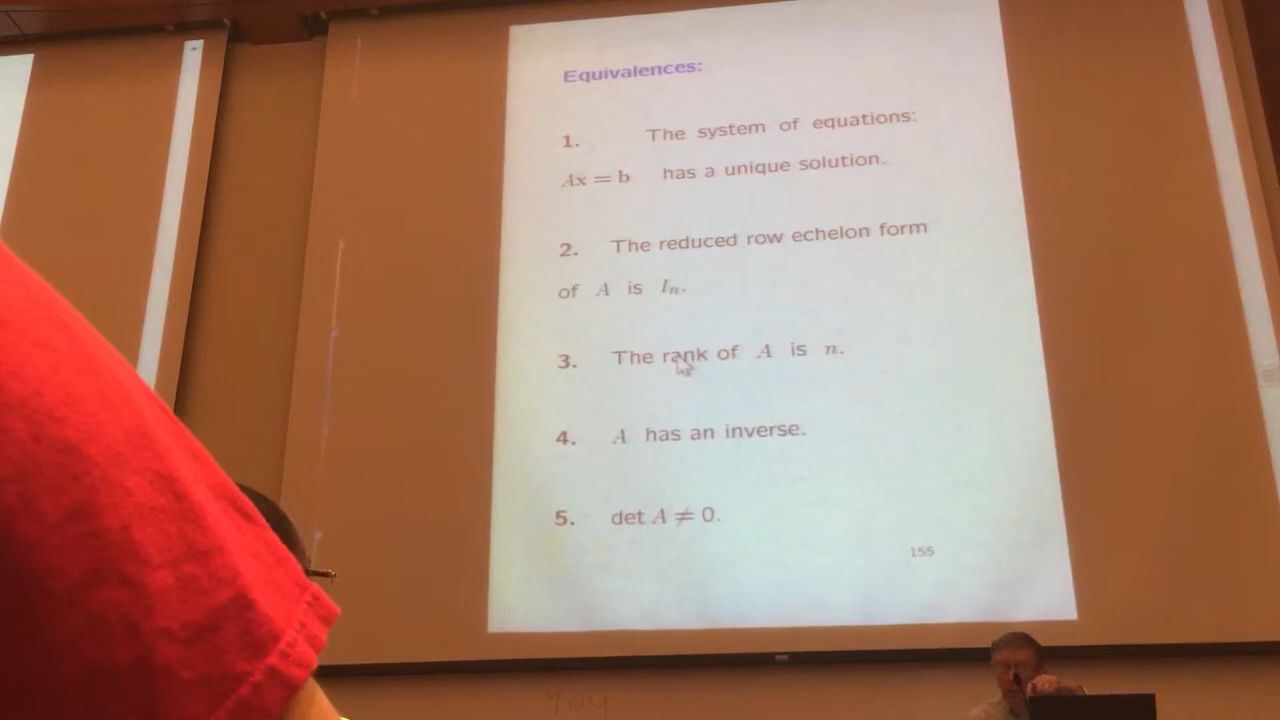 Equivalences:
1. The system of equations:
Ax = b has a unique solution.
2. The reduced row echelon form
of A is Iₙ.
3. The rank of A is n.
4. A has an inverse.
5. det A ≠ 0.
155